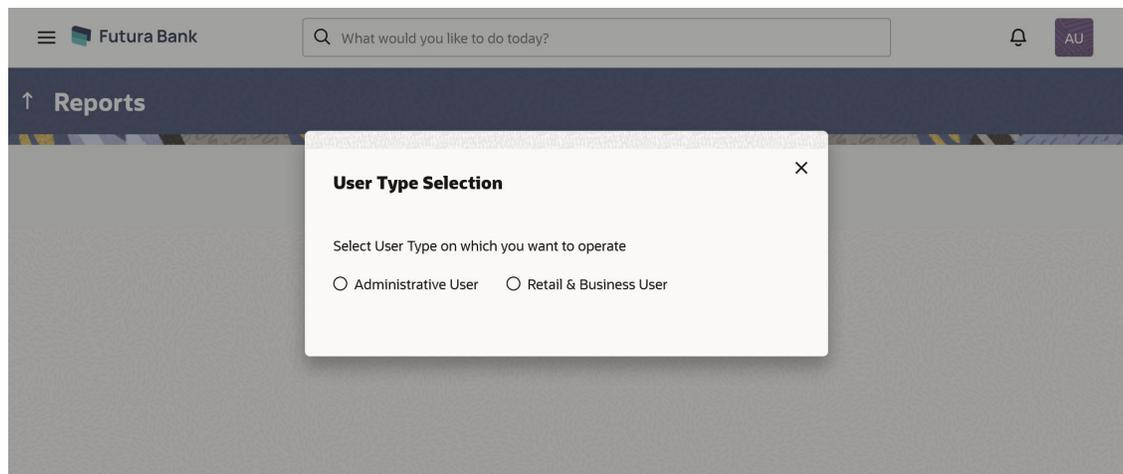 Futura Bank
What would you like to do today?
AU
Reports
User Type Selection
Select User Type on which you want to operate
Administrative User
Retail & Business User